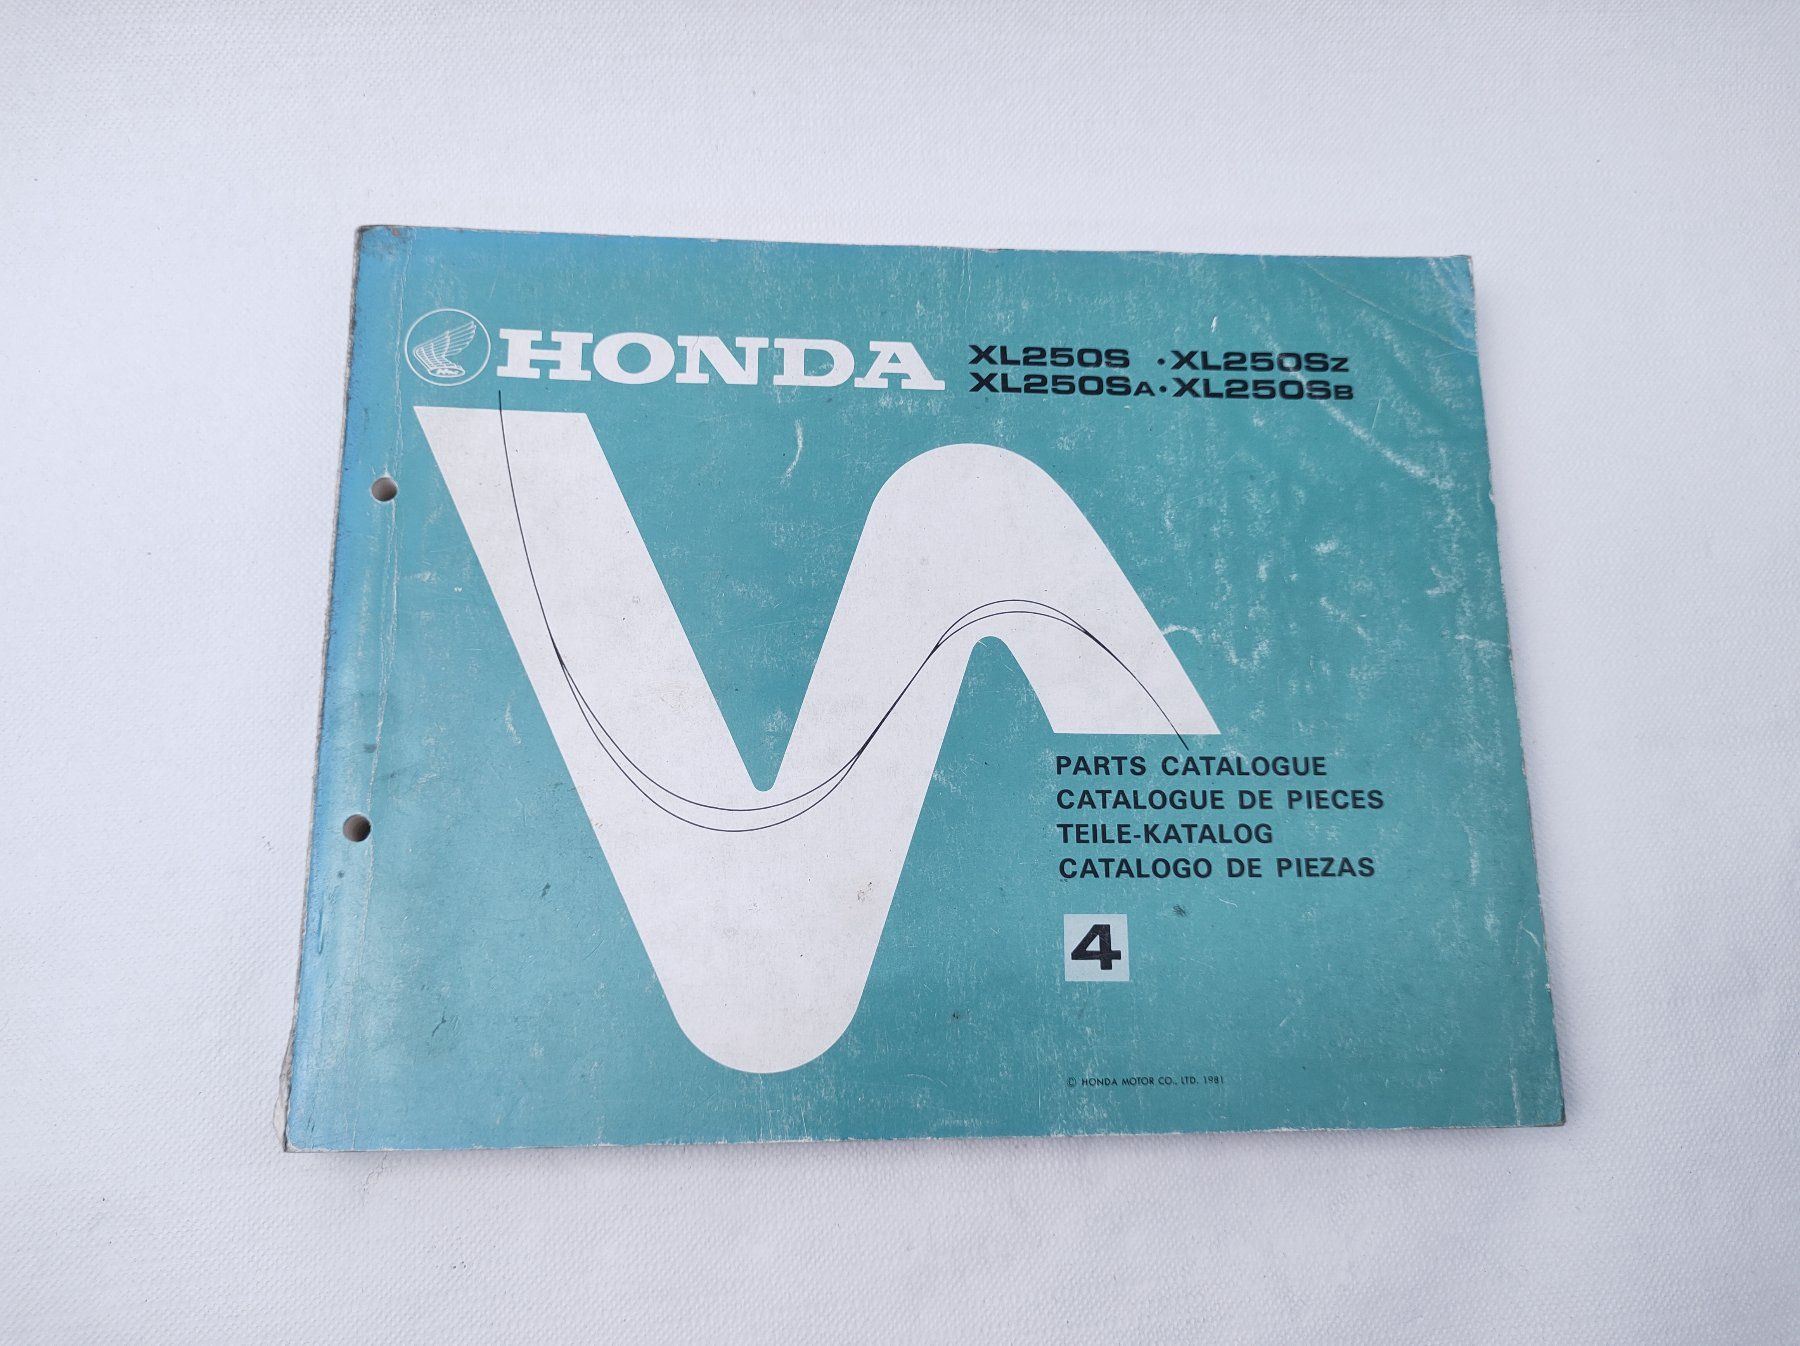 HONDA
XL250S · XL250SZ
XL250SA · XL250SB
PARTS CATALOGUE
CATALOGUE DE PIECES
TEILE-KATALOG
CATALOGO DE PIEZAS
4
© HONDA MOTOR CO., LTD. 1981